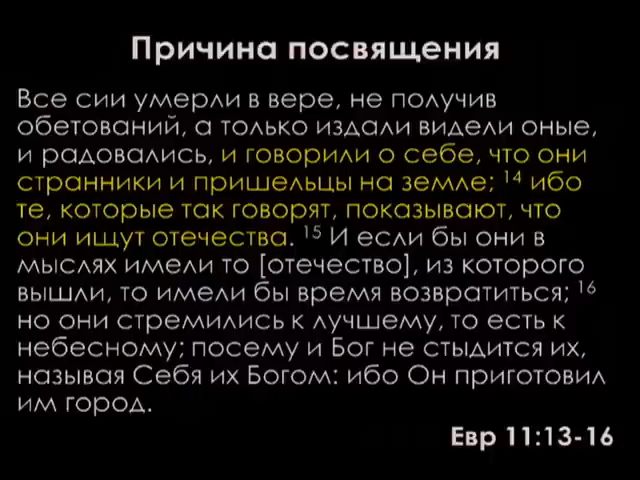 Причина посвящения
Все сии умерли в вере, не получив
обетований, а только издали видели оные,
и радовались, и говорили о себе, что они
странники и пришельцы на земле; 14 ибо
те, которые так говорят, показывают, что
они ищут отечества. 15 И если бы они в
мыслях имели то [отечество], из которого
вышли, то имели бы время возвратиться; 16
но они стремились к лучшему, то есть к
небесному; посему и Бог не стыдится их,
называя Себя их Богом: ибо Он приготовил
им город.
Евр 11:13-16